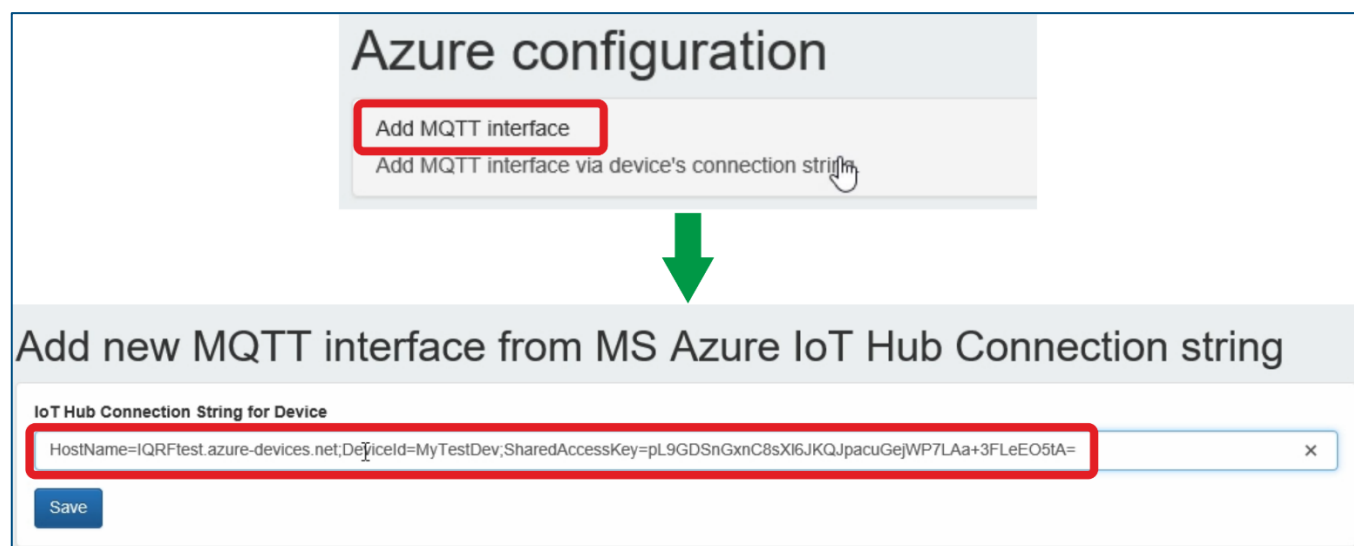 Azure configuration
Add MQTT interface
Add MQTT interface via device's connection string.
Add new MQTT interface from MS Azure IoT Hub Connection string
IoT Hub Connection String for Device
HostName=IQRFtest.azure-devices.net;DeviceId=MyTestDev;SharedAccessKey=pL9GDSnGxnC8sXl6JKQJpacuGejWP7LAa+3FLeEO5tA=
Save